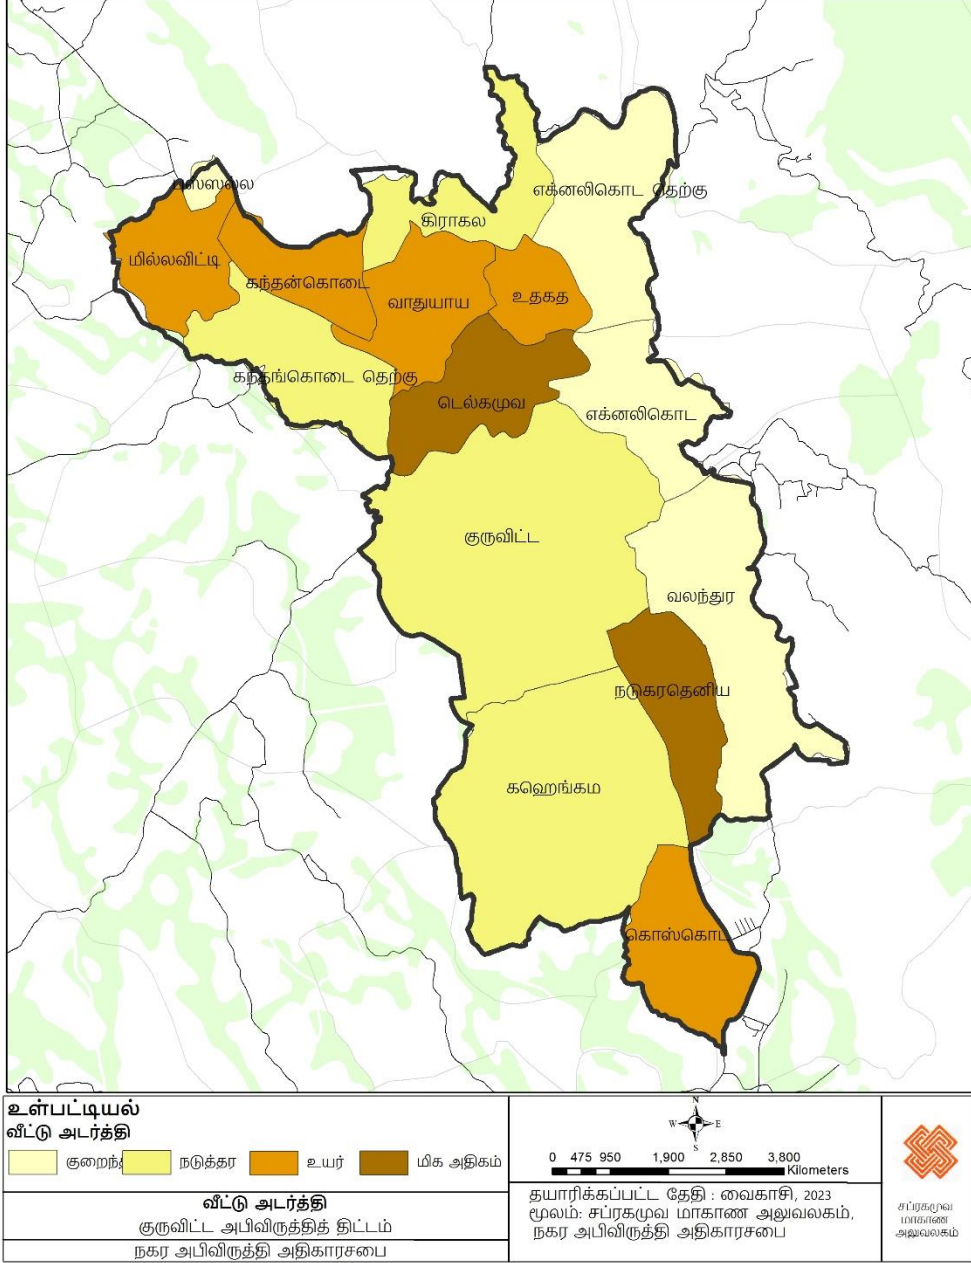 பஸ்ஸல்ல
எக்னலிகொட தெற்கு
கிராகல
மில்லவிட்டி
கந்தன்கொடை
வாதுயாய
உதகத
கந்தங்கொடை தெற்கு
டெல்கமுவ
எக்னலிகொட
குருவிட்ட
வலந்துர
நடுகரதெனிய
கஹெங்கம
கொஸ்கொட
உள்பட்டியல்
வீட்டு அடர்த்தி
நடுத்தர உயர் மிக அதிகம்
வீட்டு அடர்த்தி
குருவிட்ட அபிவிருத்தித் திட்டம்
நகர அபிவிருத்தி அதிகாரசபை
N
W E
S
0 475 950 1,900 2,850 3,800
Kilometers
தயாரிக்கப்பட்ட தேதி : வைகாசி, 2023
மூலம்: சப்ரகமுவ மாகாண அலுவலகம்,
நகர அபிவிருத்தி அதிகாரசபை
சப்ரகமுவ
மாகாண
அலுவலகம்